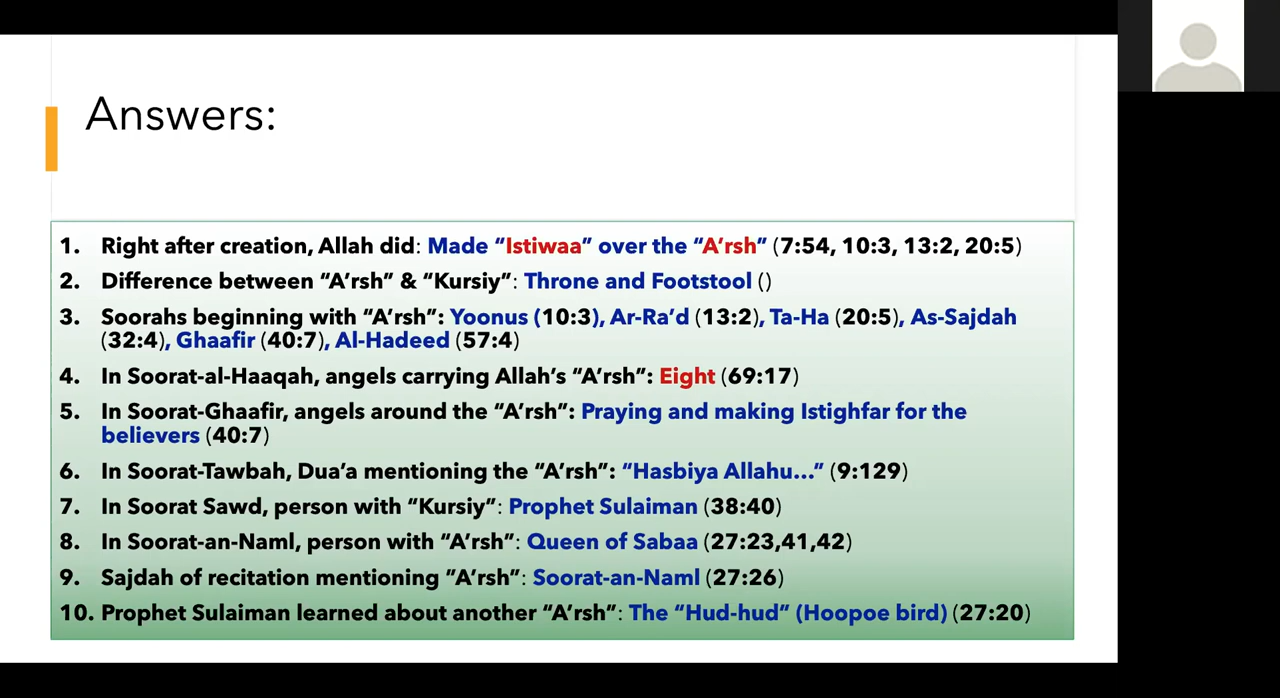 Answers:
1. Right after creation, Allah did: Made “Istiwaa” over the “A’rsh” (7:54, 10:3, 13:2, 20:5)
2. Difference between “A’rsh” & “Kursiy”: Throne and Footstool ()
3. Soorahs beginning with “A’rsh”: Yoonus (10:3), Ar-Ra’d (13:2), Ta-Ha (20:5), As-Sajdah
(32:4), Ghaafir (40:7), Al-Hadeed (57:4)
4. In Soorat-al-Haaqah, angels carrying Allah’s “A’rsh”: Eight (69:17)
5. In Soorat-Ghaafir, angels around the “A’rsh”: Praying and making Istighfar for the
believers (40:7)
6. In Soorat-Tawbah, Dua’a mentioning the “A’rsh”: “Hasbiya Allahu...” (9:129)
7. In Soorat Sawd, person with “Kursiy”: Prophet Sulaiman (38:40)
8. In Soorat-an-Naml, person with “A’rsh”: Queen of Sabaa (27:23,41,42)
9. Sajdah of recitation mentioning “A’rsh”: Soorat-an-Naml (27:26)
10. Prophet Sulaiman learned about another “A’rsh”: The “Hud-hud” (Hoopoe bird) (27:20)